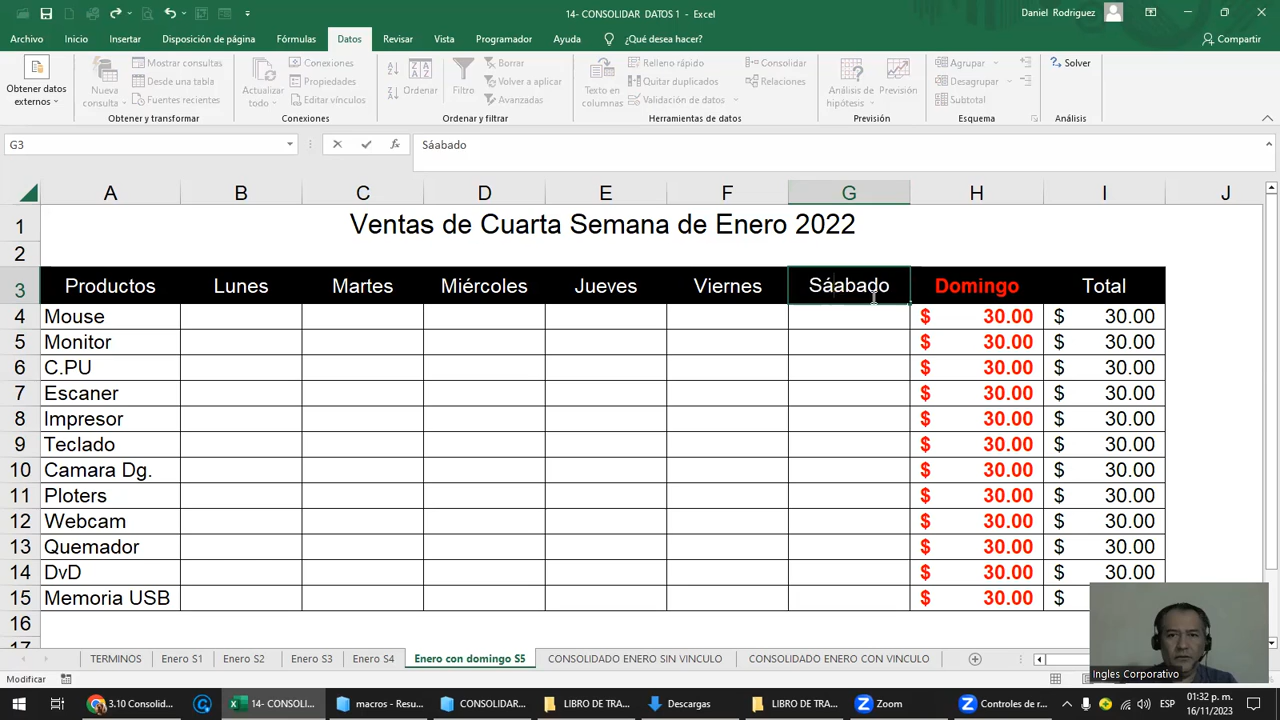 14- CONSOLIDAR DATOS 1 - Excel
Daniel Rodriguez
Archivo Inicio Insertar Disposición de página Fórmulas Datos Revisar Vista Programador Ayuda ¿Qué desea hacer? Compartir
Obtener datos externos
Nueva consulta
Mostrar consultas
Desde una tabla
Fuentes recientes
Obtener y transformar
Actualizar todo
Conexiones
Propiedades
Editar vínculos
Conexiones
Ordenar
Filtro
Borrar
Volver a aplicar
Avanzadas
Ordenar y filtrar
Texto en columnas
Relleno rápido
Quitar duplicados
Validación de datos
Consolidar
Relaciones
Herramientas de datos
Análisis de hipótesis
Previsión
Previsión
Agrupar
Desagrupar
Subtotal
Esquema
Solver
Análisis
G3 Sáabado
A B C D E F G H I J
1 Ventas de Cuarta Semana de Enero 2022
2
3 Productos Lunes Martes Miércoles Jueves Viernes Sáabado Domingo Total
4 Mouse $ 30.00 $ 30.00
5 Monitor $ 30.00 $ 30.00
6 C.PU $ 30.00 $ 30.00
7 Escaner $ 30.00 $ 30.00
8 Impresor $ 30.00 $ 30.00
9 Teclado $ 30.00 $ 30.00
10 Camara Dg. $ 30.00 $ 30.00
11 Ploters $ 30.00 $ 30.00
12 Webcam $ 30.00 $ 30.00
13 Quemador $ 30.00 $ 30.00
14 DvD $ 30.00 $ 30.00
15 Memoria USB $ 30.00 $
16
17
Ingles Corporativo
TERMINOS Enero S1 Enero S2 Enero S3 Enero S4 Enero con domingo S5 CONSOLIDADO ENERO SIN VINCULO CONSOLIDADO ENERO CON VINCULO
Modificar
3.10 Consolid... 14- CONSOLI... macros - Resu... CONSOLIDAR... LIBRO DE TRA... Descargas LIBRO DE TRA... Zoom Controles de r... ESP
01:32 p. m.
16/11/2023